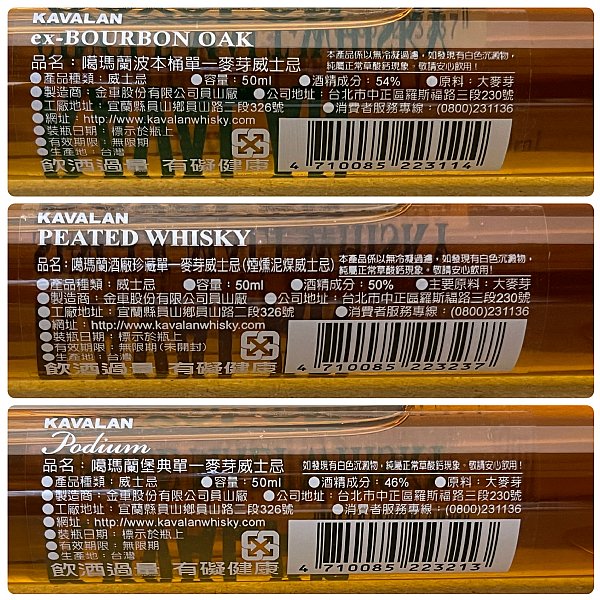 KAVALAN
ex-BOURBON OAK
品名：噶瑪蘭波本桶單一麥芽威士忌 本產品係以無冷凝過濾，如發現有白色沉澱物，
純屬正常草酸鈣現象。敬請安心飲用！
●產品種類：威士忌 ●容量：50ml ●酒精成分：54% ●原料：大麥芽
●製造商：金車股份有限公司員山廠 ●公司地址：台北市中正區羅斯福路三段230號
●工廠地址：宜蘭縣員山鄉員山路二段326號 ●消費者服務專線：(0800)231136
●網址：http://www.kavalanwhisky.com
●裝瓶日期：標示於瓶上
●有效期限：無限期
●生產地：台灣
飲酒過量 有礙健康
4 710085 223114
KAVALAN
PEATED WHISKY
品名：噶瑪蘭酒廠珍藏單一麥芽威士忌(煙燻泥煤威士忌) 本產品係以無冷凝過濾，如發現有白色沉澱物，
純屬正常草酸鈣現象。敬請安心飲用！
●產品種類：威士忌 ●容量：50ml ●酒精成分：50% ●主要原料：大麥芽
●製造商：金車股份有限公司員山廠 ●公司地址：台北市中正區羅斯福路三段230號
●工廠地址：宜蘭縣員山鄉員山路二段326號 ●消費者服務專線：(0800)231136
●網址：http://www.kavalanwhisky.com
●裝瓶日期：標示於瓶上
●有效期限：無限期(未開封)
●生產地：台灣
飲酒過量 有礙健康
4 710085 223237
KAVALAN
Podium
品名：噶瑪蘭堡典單一麥芽威士忌 如發現有白色沉澱物，純屬正常草酸鈣現象。敬請安心飲用！
●產品種類：威士忌 ●容量：50ml ●酒精成分：46% ●原料：大麥芽
●製造商：金車股份有限公司員山廠 ●公司地址：台北市中正區羅斯福路三段230號
●工廠地址：宜蘭縣員山鄉員山路二段326號 ●消費者服務專線：(0800)231136
●網址：http://www.kavalanwhisky.com
●裝瓶日期：標示於瓶上
●有效期限：無限期
●生產地：台灣
飲酒過量 有礙健康
4 710085 223213